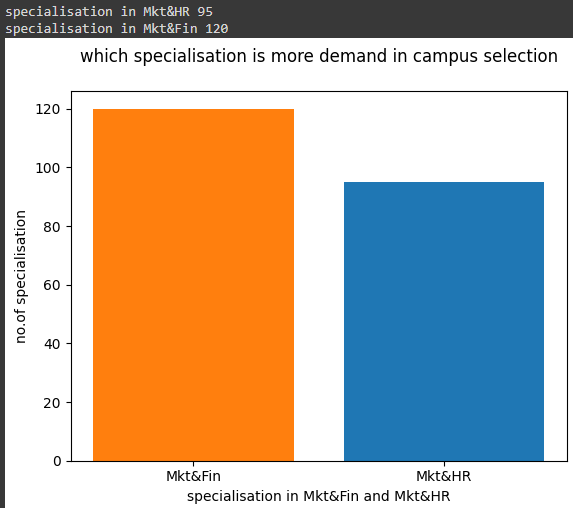 specialisation in Mkt&HR 95
specialisation in Mkt&Fin 120
which specialisation is more demand in campus selection
120
100
80
60
40
20
0
no.of specialisation
Mkt&Fin Mkt&HR
specialisation in Mkt&Fin and Mkt&HR